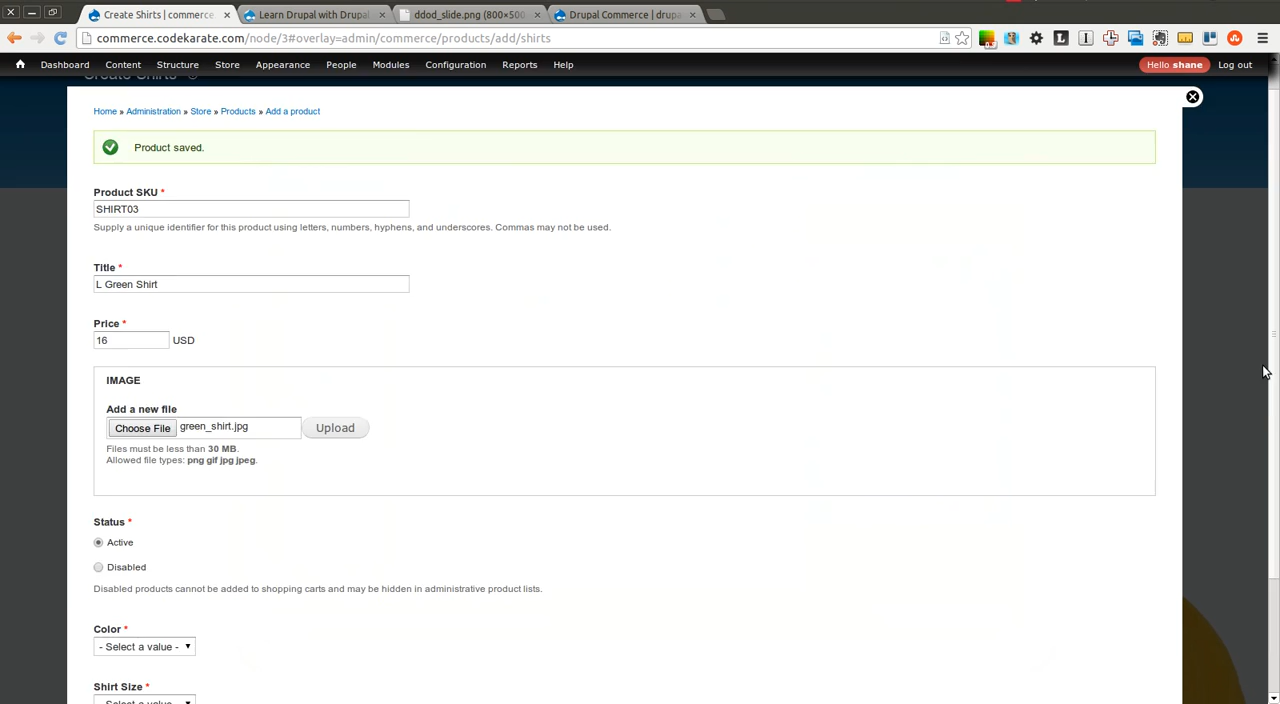 Create Shirts | commerce
Learn Drupal with Drupal
ddod_slide.png (800×500
Drupal Commerce | drupa
commerce.codekarate.com/node/3#overlay=admin/commerce/products/add/shirts
Dashboard Content Structure Store Appearance People Modules Configuration Reports Help Hello shane Log out
Create Shirts
Home » Administration » Store » Products » Add a product
Product saved.
Product SKU *
SHIRT03
Supply a unique identifier for this product using letters, numbers, hyphens, and underscores. Commas may not be used.
Title *
L Green Shirt
Price *
16 USD
IMAGE
Add a new file
Choose File green_shirt.jpg Upload
Files must be less than 30 MB.
Allowed file types: png gif jpg jpeg.
Status *
Active
Disabled
Disabled products cannot be added to shopping carts and may be hidden in administrative product lists.
Color *
- Select a value -
Shirt Size *
- Select a value -